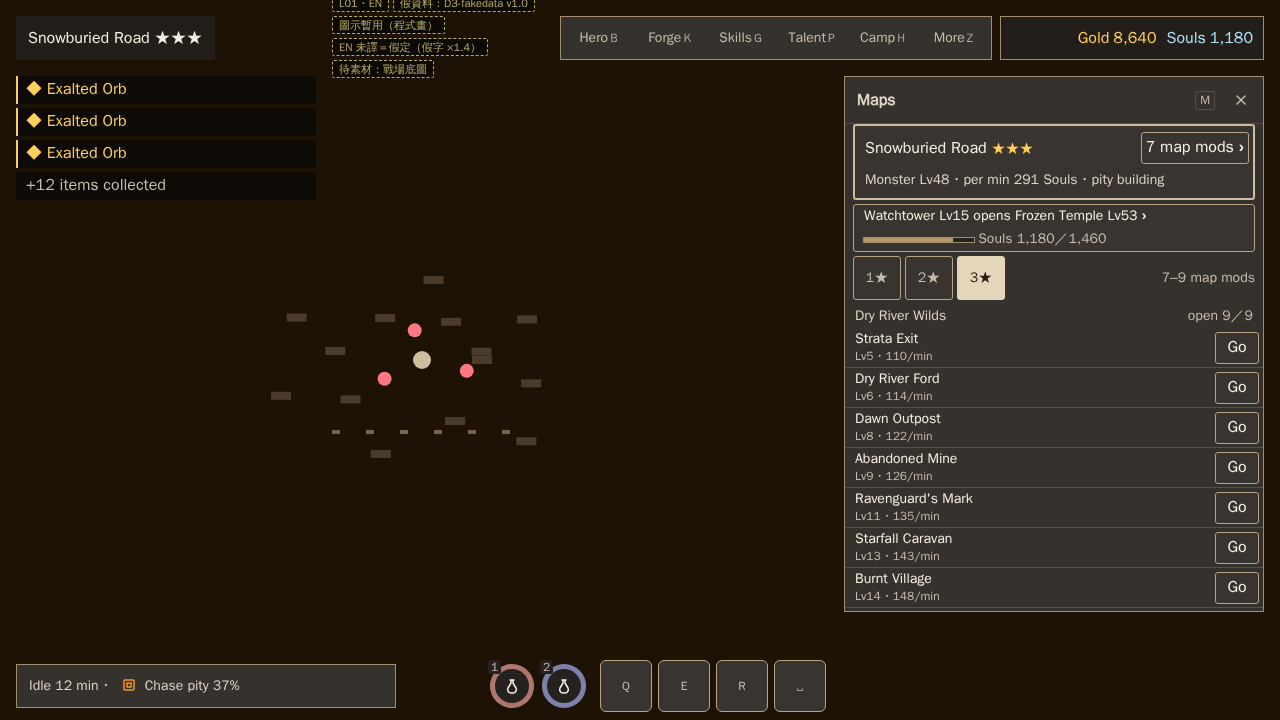 L01・EN 假資料：D3-fakedata v1.0
Snowburied Road ★★★
圖示暫用（程式畫）
EN 未譯＝假定（假字 ×1.4）
待素材：戰場底圖
Hero B Forge K Skills G Talent P Camp H More Z
Gold 8,640 Souls 1,180
Exalted Orb
Exalted Orb
Exalted Orb
+12 items collected
Maps M ✕
Snowburied Road ★★★ 7 map mods ›
Monster Lv48・per min 291 Souls・pity building
Watchtower Lv15 opens Frozen Temple Lv53 ›
Souls 1,180／1,460
1★ 2★ 3★ 7–9 map mods
Dry River Wilds open 9／9
Strata Exit
Lv5・110/min Go
Dry River Ford
Lv6・114/min Go
Dawn Outpost
Lv8・122/min Go
Abandoned Mine
Lv9・126/min Go
Ravenguard's Mark
Lv11・135/min Go
Starfall Caravan
Lv13・143/min Go
Burnt Village
Lv14・148/min Go
Idle 12 min・ Chase pity 37%
1 2 Q E R ⎵